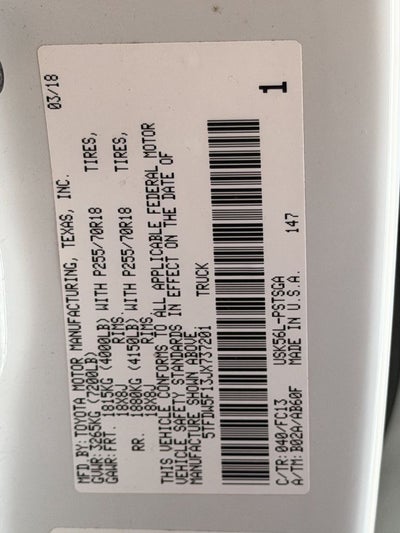 MFD.BY:TOYOTA MOTOR MANUFACTURING, TEXAS, INC. 03/18
GVWR:3265KG (7200LB)
GAWR:FRT. 1815KG (4000LB) WITH P255/70R18 TIRES,
18X8J RIMS.
RR. 1880KG (4150LB) WITH P255/70R18 TIRES,
18X8J RIMS.
THIS VEHICLE CONFORMS TO ALL APPLICABLE FEDERAL MOTOR
VEHICLE SAFETY STANDARDS IN EFFECT ON THE DATE OF
MANUFACTURE SHOWN ABOVE.
5TFDW5F13JX737201 TRUCK
1
C/TR:040/FC13 USK56L-PSTSGA
A/TM:B02A/AB60F MADE IN U.S.A. 147